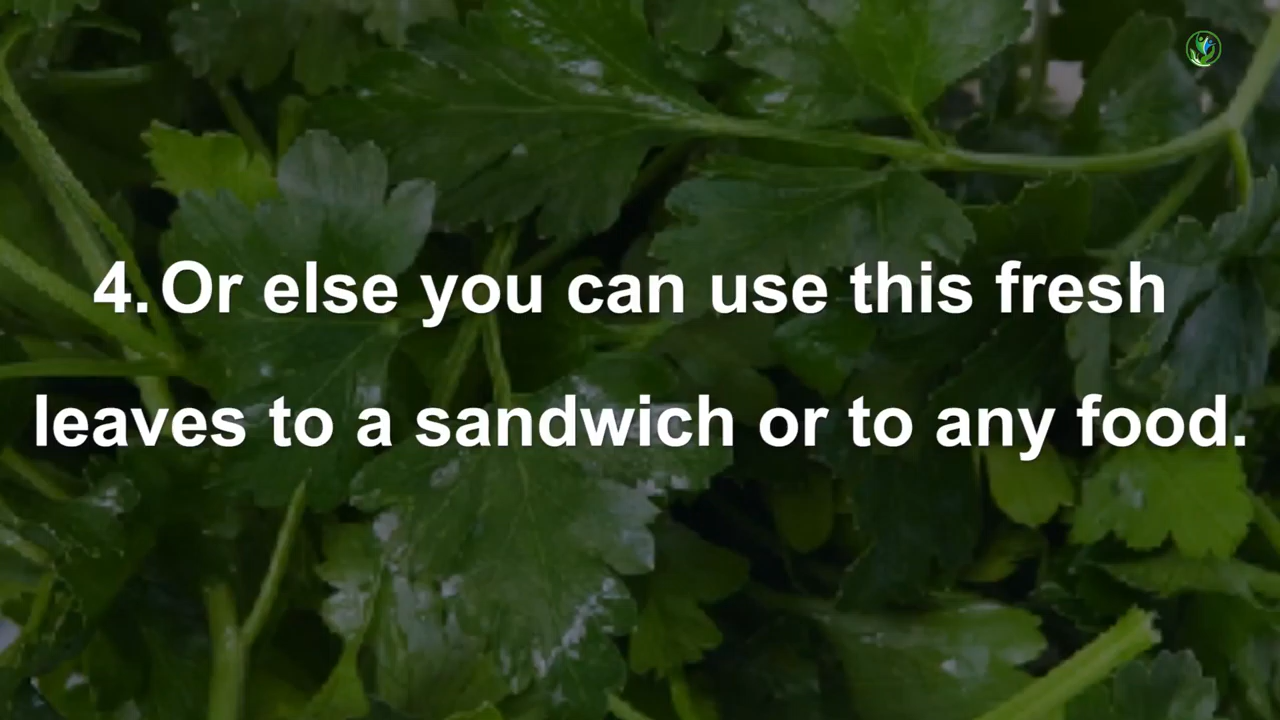 4. Or else you can use this fresh
leaves to a sandwich or to any food.